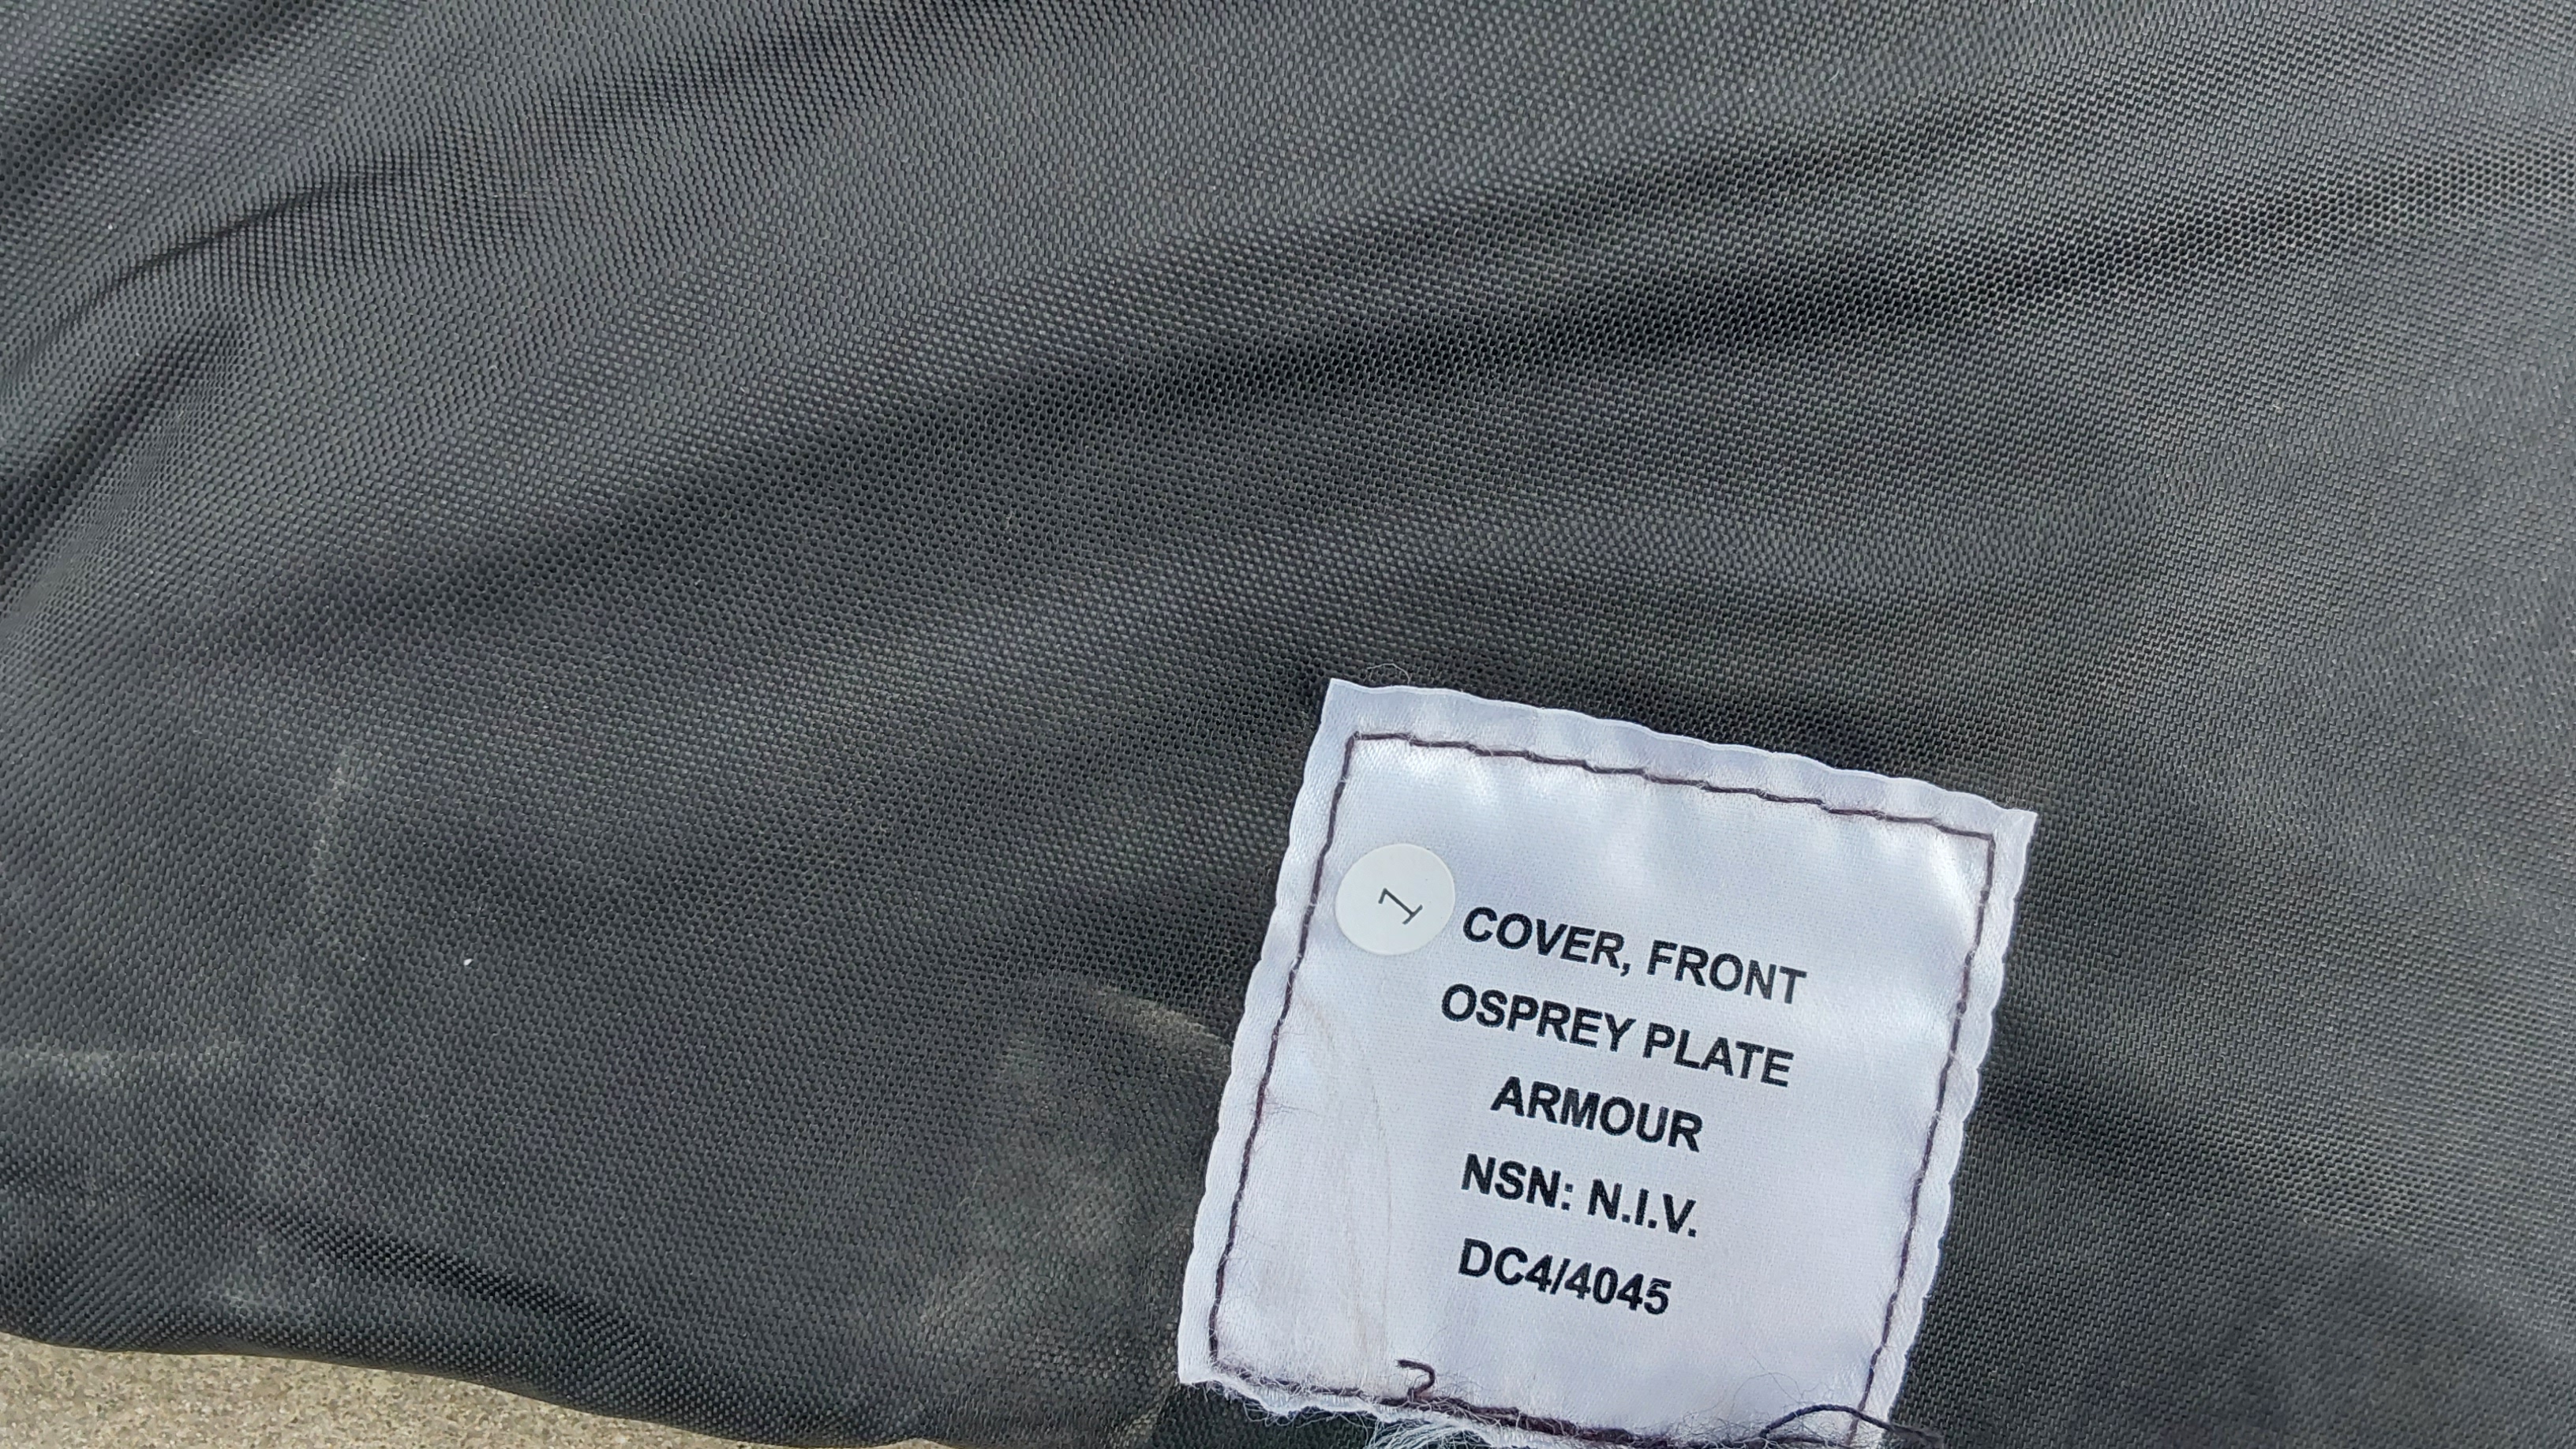 1
COVER, FRONT
OSPREY PLATE
ARMOUR
NSN: N.I.V.
DC4/4045